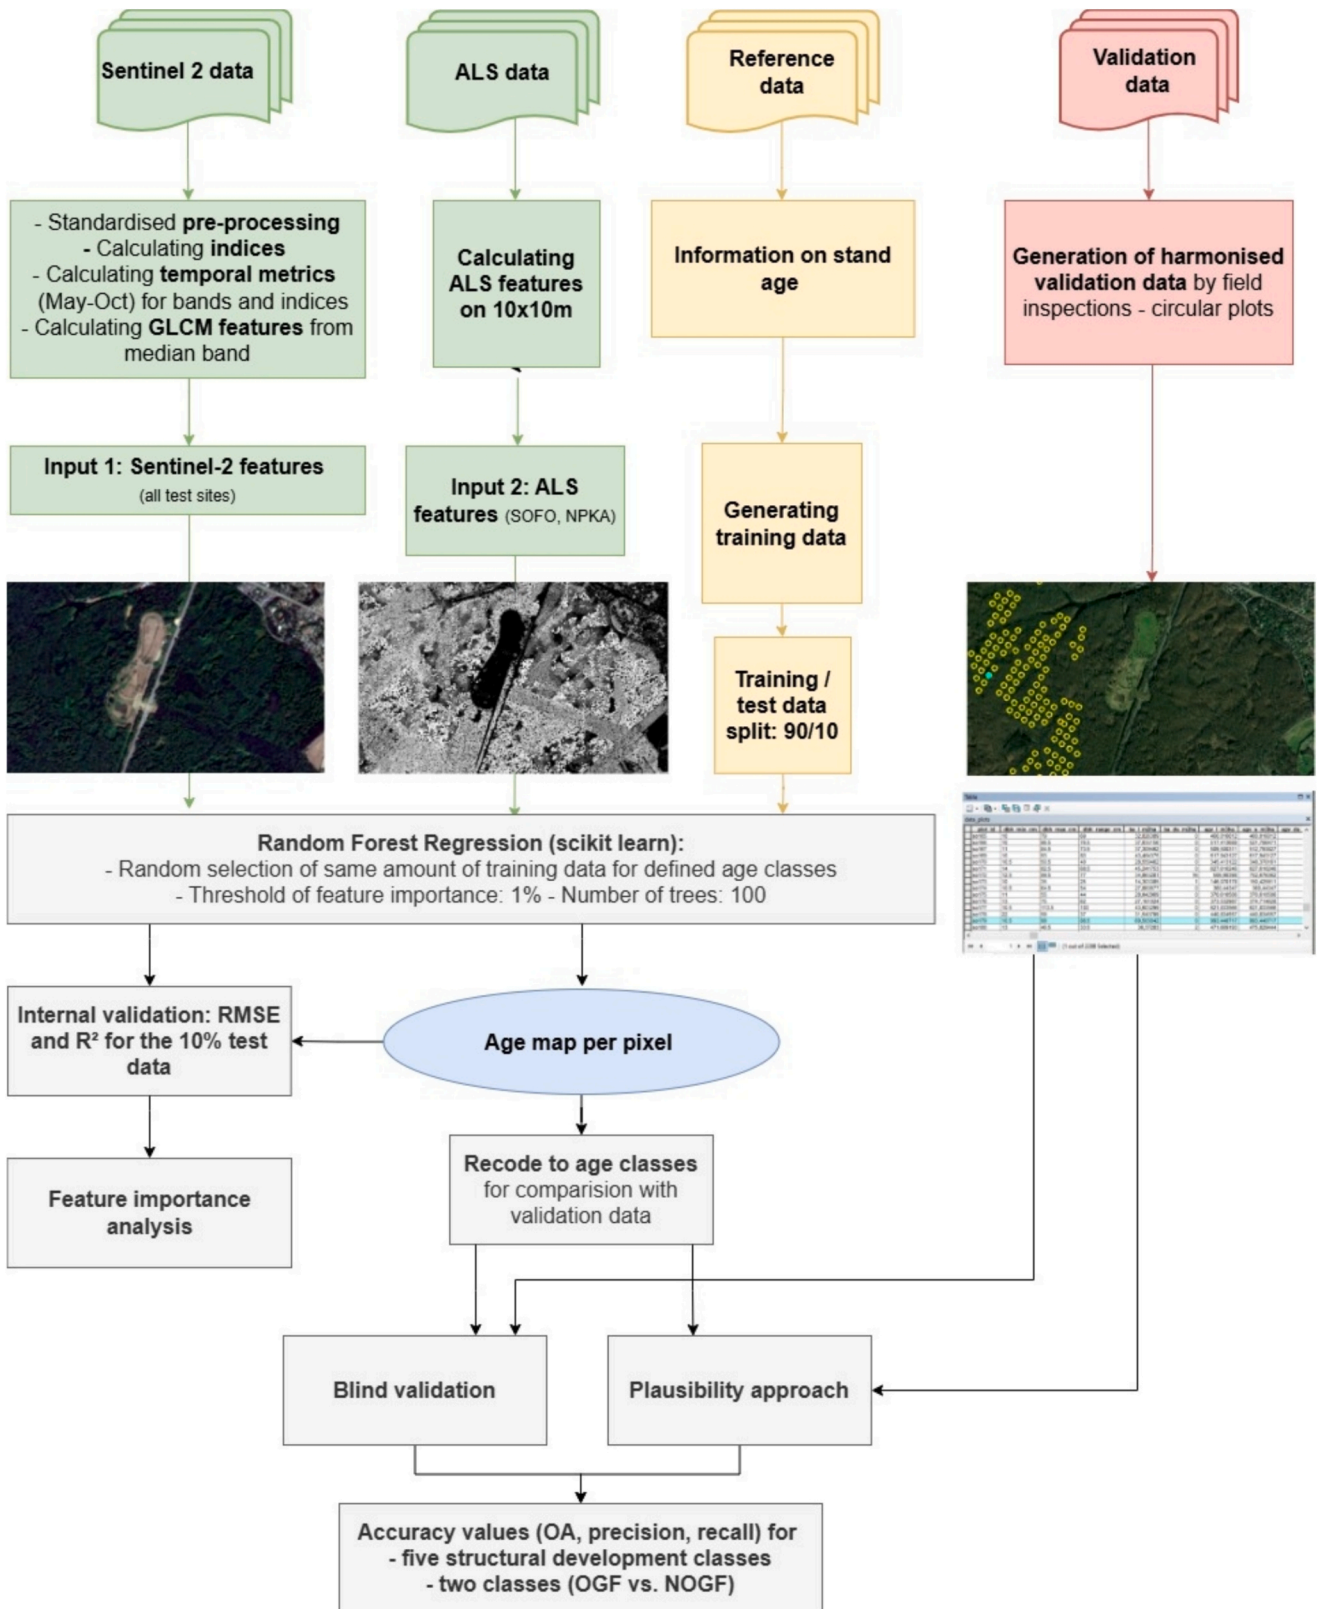 Sentinel 2 data
ALS data
Reference
data
Validation
data
- Standardised pre-processing
- Calculating indices
- Calculating temporal metrics
(May-Oct) for bands and indices
- Calculating GLCM features from
median band
Calculating
ALS features
on 10x10m
Information on stand
age
Generation of harmonised
validation data by field
inspections - circular plots
Input 1: Sentinel-2 features
(all test sites)
Input 2: ALS
features (SOFO, NPKA)
Generating
training data
Training /
test data
split: 90/10
Random Forest Regression (scikit learn):
- Random selection of same amount of training data for defined age classes
- Threshold of feature importance: 1% - Number of trees: 100
Internal validation: RMSE
and R² for the 10% test
data
Age map per pixel
Feature importance
analysis
Recode to age classes
for comparision with
validation data
Blind validation
Plausibility approach
Accuracy values (OA, precision, recall) for
- five structural development classes
- two classes (OGF vs. NOGF)